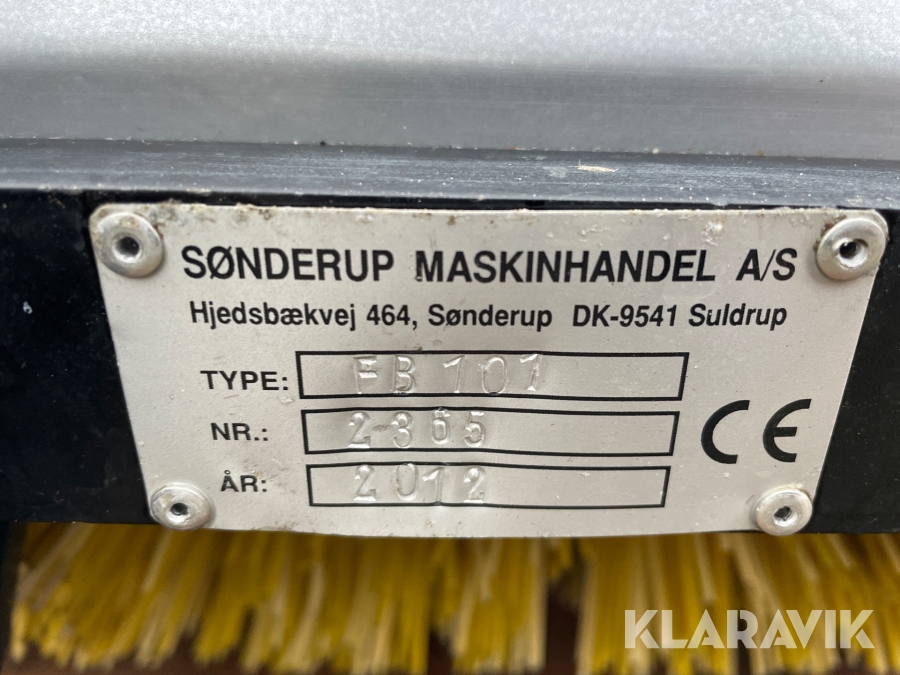 SØNDERUP MASKINHANDEL A/S
Hjedsbækvej 464, Sønderup DK-9541 Suldrup
TYPE: FB 101
NR.: 2365
ÅR: 2012
CE
KLARAVIK